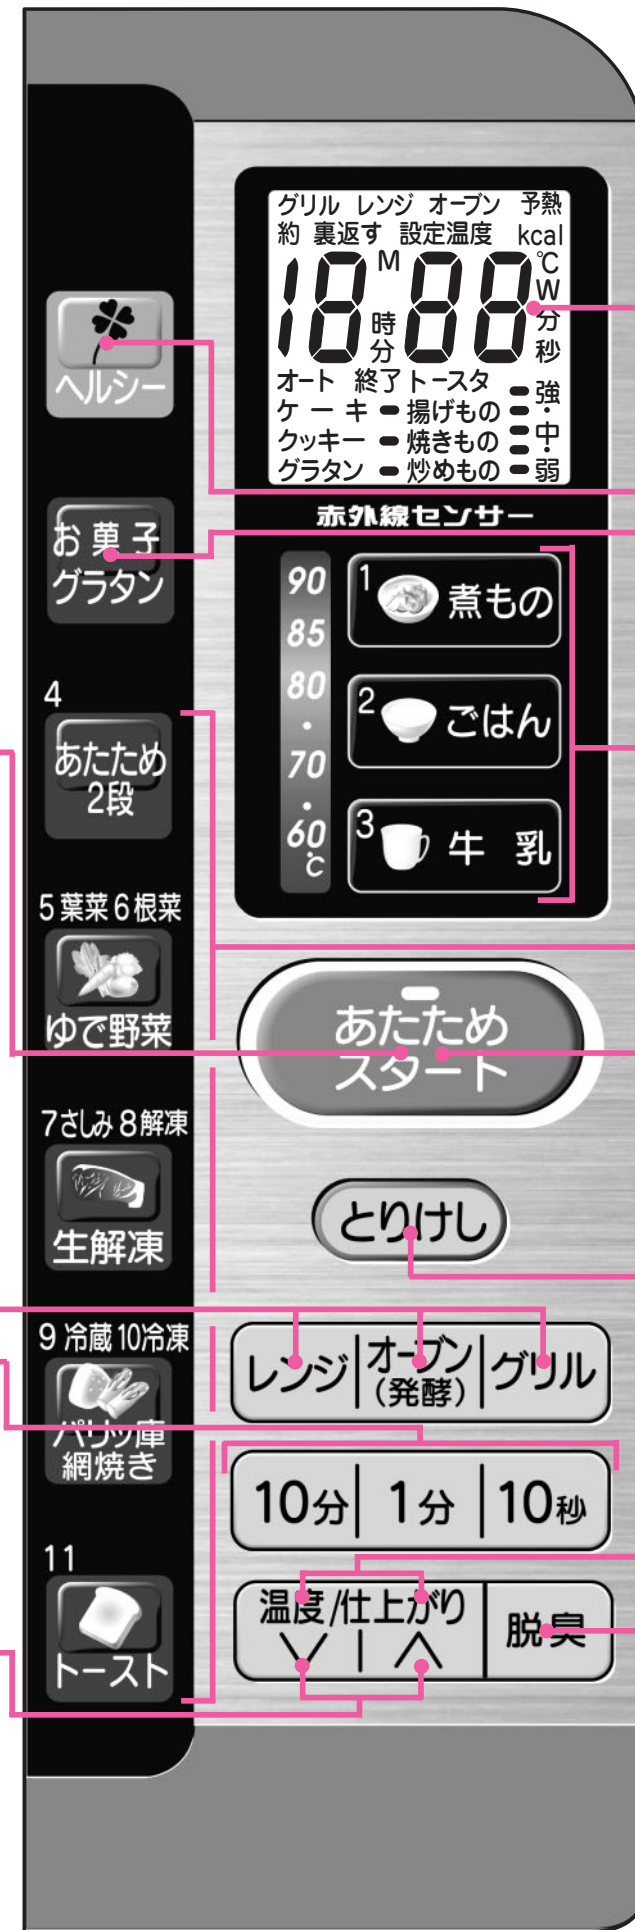 グリル レンジ オーブン 予熱
約 裏返す 設定温度 kcal
18 M 88 ℃
W
時 分
分 秒
オート 終了 トースタ
ケーキ 揚げもの 強
クッキー 焼きもの ・中・
グラタン 炒めもの 弱
赤外線センサー
90
85
80
・
70
・
60
℃
1 煮もの
2 ごはん
3 牛乳
ヘルシー
お菓子
グラタン
4
あたため
2段
5葉菜6根菜
ゆで野菜
7さしみ8解凍
生解凍
9冷蔵10冷凍
パリッ庫
網焼き
11
トースト
あたため
スタート
とりけし
レンジ オーブン グリル
(発酵)
10分 1分 10秒
温度/仕上がり 脱臭